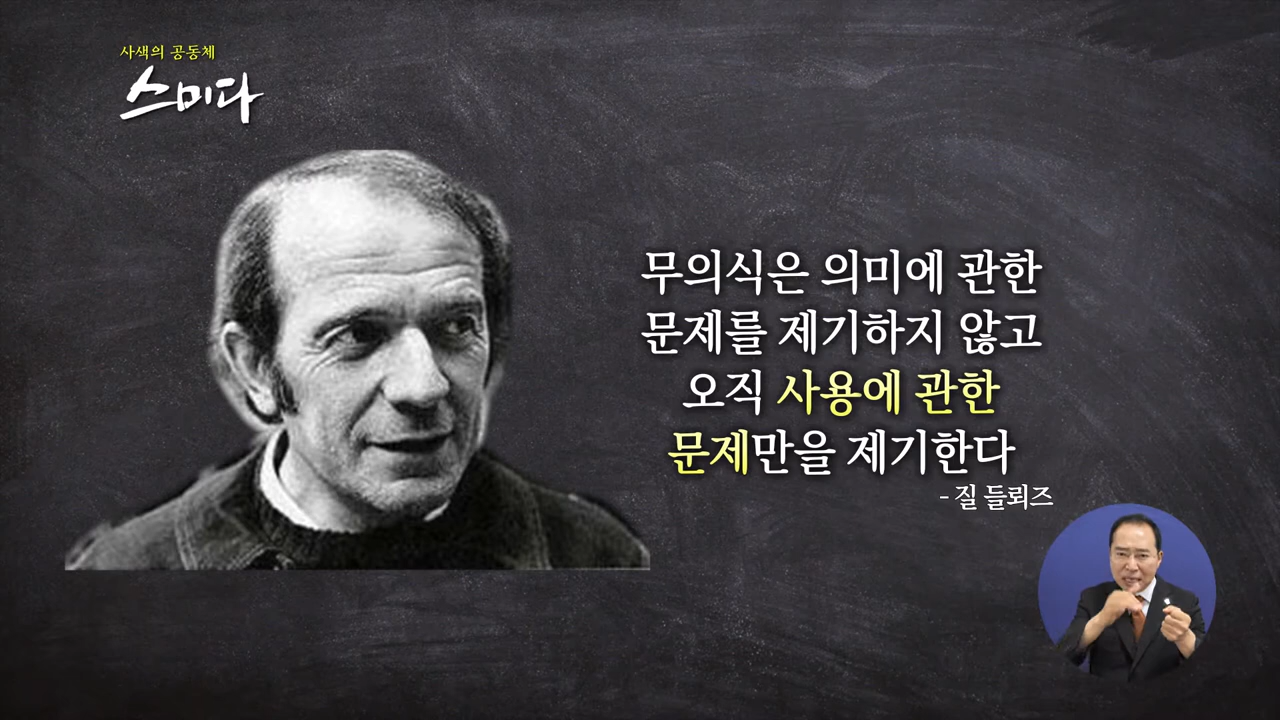 사색의 공동체
스미다
무의식은 의미에 관한
문제를 제기하지 않고
오직 사용에 관한
문제만을 제기한다
- 질 들뢰즈